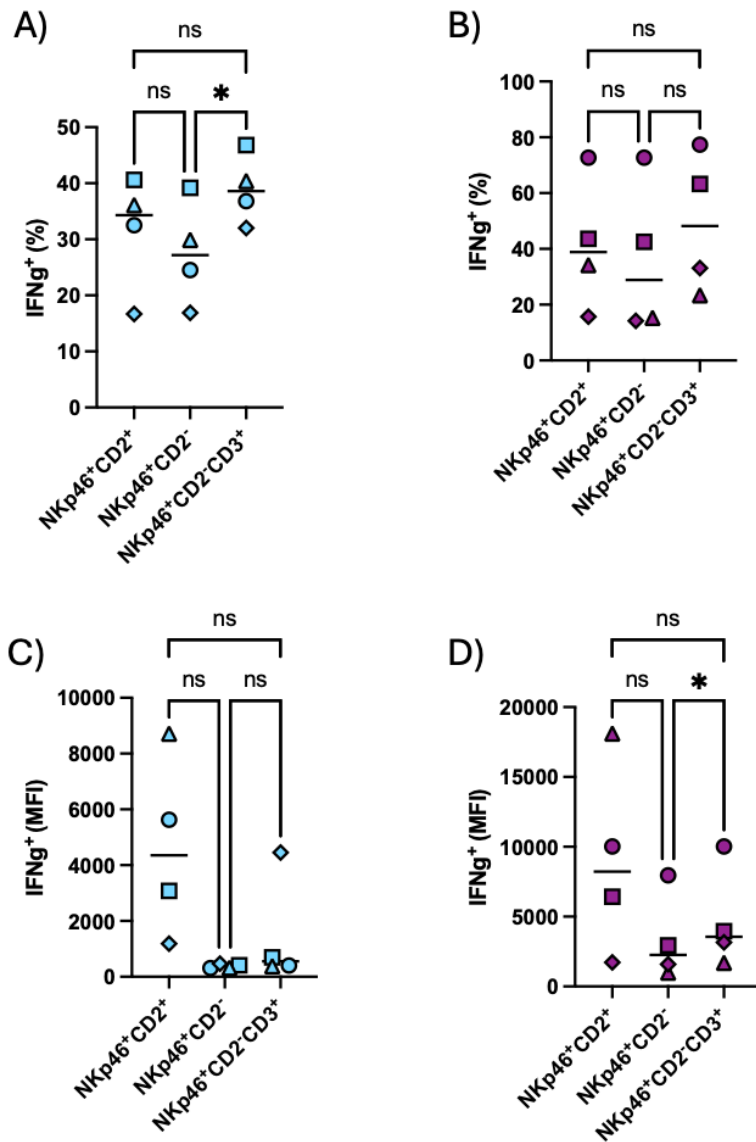 A)
ns
ns
*
50
40
30
20
10
0
IFNg⁺ (%)
NKp46⁺CD2⁺
NKp46⁺CD2⁻
NKp46⁺CD2⁻CD3⁺
B)
ns
ns
ns
100
80
60
40
20
0
IFNg⁺ (%)
NKp46⁺CD2⁺
NKp46⁺CD2⁻
NKp46⁺CD2⁻CD3⁺
C)
ns
ns
ns
10000
8000
6000
4000
2000
0
IFNg⁺ (MFI)
NKp46⁺CD2⁺
NKp46⁺CD2⁻
NKp46⁺CD2⁻CD3⁺
D)
ns
ns
*
20000
15000
10000
5000
0
IFNg⁺ (MFI)
NKp46⁺CD2⁺
NKp46⁺CD2⁻
NKp46⁺CD2⁻CD3⁺